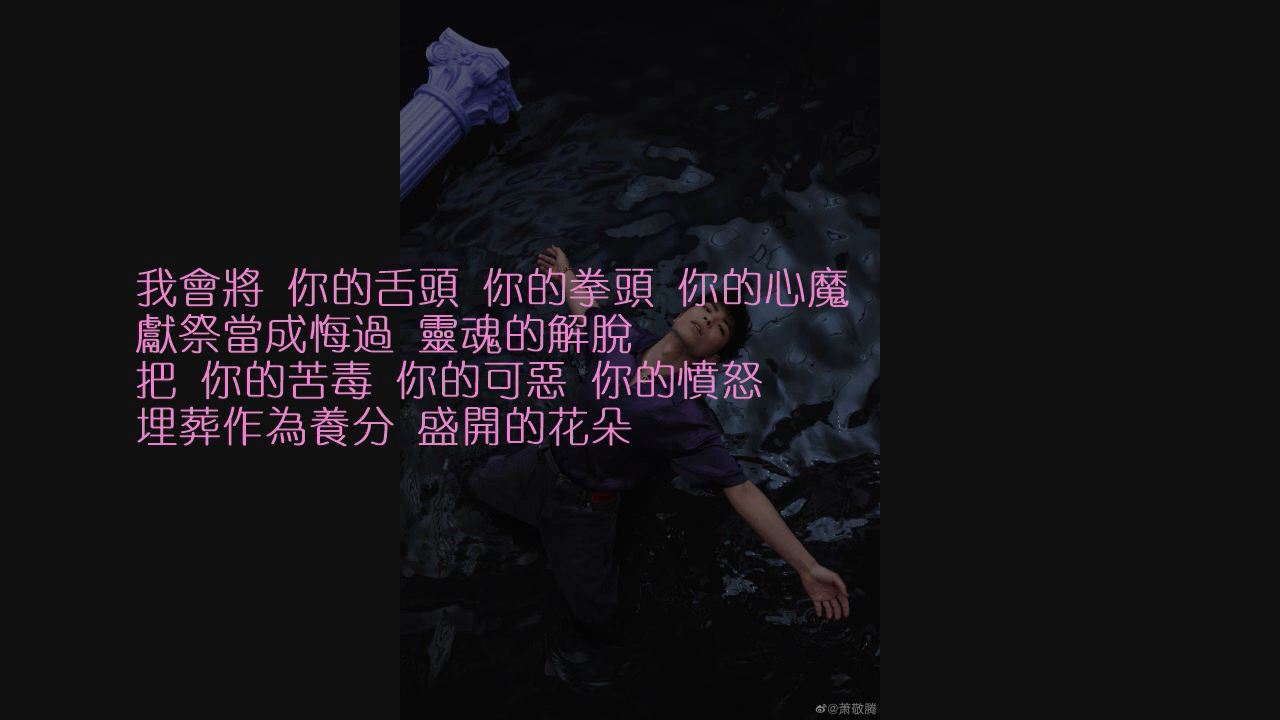 我會將 你的舌頭 你的拳頭 你的心魔
獻祭當成悔過 靈魂的解脫
把 你的苦毒 你的可惡 你的憤怒
埋葬作為養分 盛開的花朵
@萧敬腾